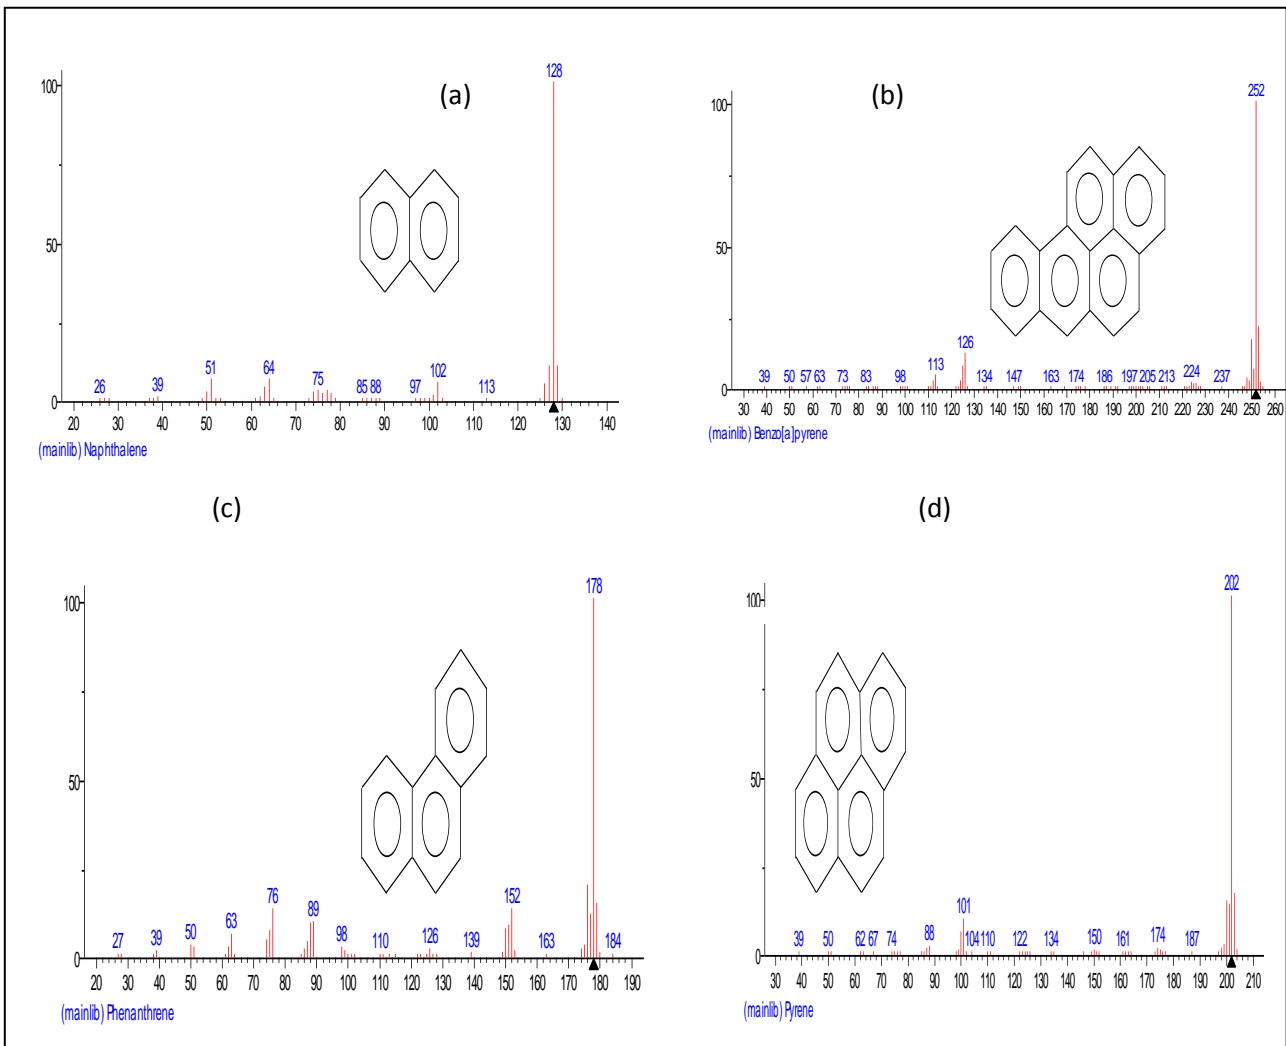 (a)
100
50
0
128
51
64
75
102
26
39
85
88
97
113
20 30 40 50 60 70 80 90 100 110 120 130 140
(mainlib) Naphthalene
(b)
100
50
0
252
126
113
39 50 57 63 73 83 98 134 147 163 174 186 197 205 213 224 237
30 40 50 60 70 80 90 100 110 120 130 140 150 160 170 180 190 200 210 220 230 240 250 260
(mainlib) Benzo[a]pyrene
(c)
100
50
0
178
76
152
89
63
50
27 39 98 110 126 139 163 184
20 30 40 50 60 70 80 90 100 110 120 130 140 150 160 170 180 190
(mainlib) Phenanthrene
(d)
100
50
0
202
101
88
39 50 62 67 74 104 110 122 134 150 161 174 187
30 40 50 60 70 80 90 100 110 120 130 140 150 160 170 180 190 200 210
(mainlib) Pyrene